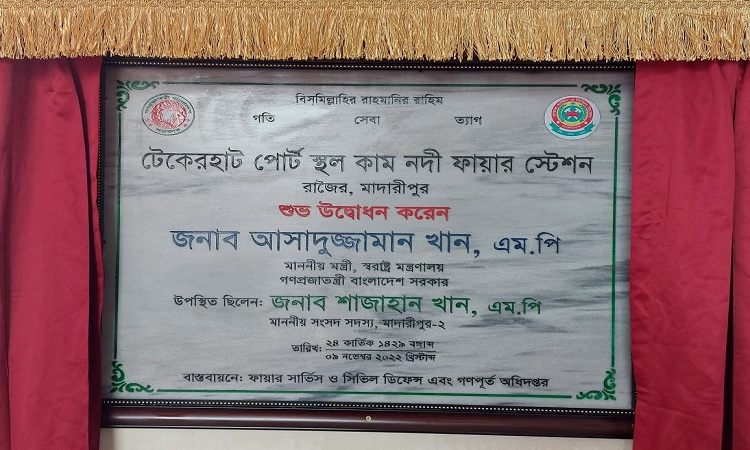 বিসমিল্লাহির রাহমানির রাহিম
গতি সেবা ত্যাগ
টেকেরহাট পোর্ট স্থল কাম নদী ফায়ার স্টেশন
রাজৈর, মাদারীপুর
শুভ উদ্বোধন করেন
জনাব আসাদুজ্জামান খান, এম.পি
মাননীয় মন্ত্রী, স্বরাষ্ট্র মন্ত্রণালয়
গণপ্রজাতন্ত্রী বাংলাদেশ সরকার
উপস্থিত ছিলেন: জনাব শাজাহান খান, এম.পি
মাননীয় সংসদ সদস্য, মাদারীপুর-২
তারিখ: ২৪ কার্তিক ১৪২৯ বঙ্গাব্দ
০৯ নভেম্বর ২০২২ খ্রিস্টাব্দ
বাস্তবায়নে: ফায়ার সার্ভিস ও সিভিল ডিফেন্স এবং গণপূর্ত অধিদপ্তর